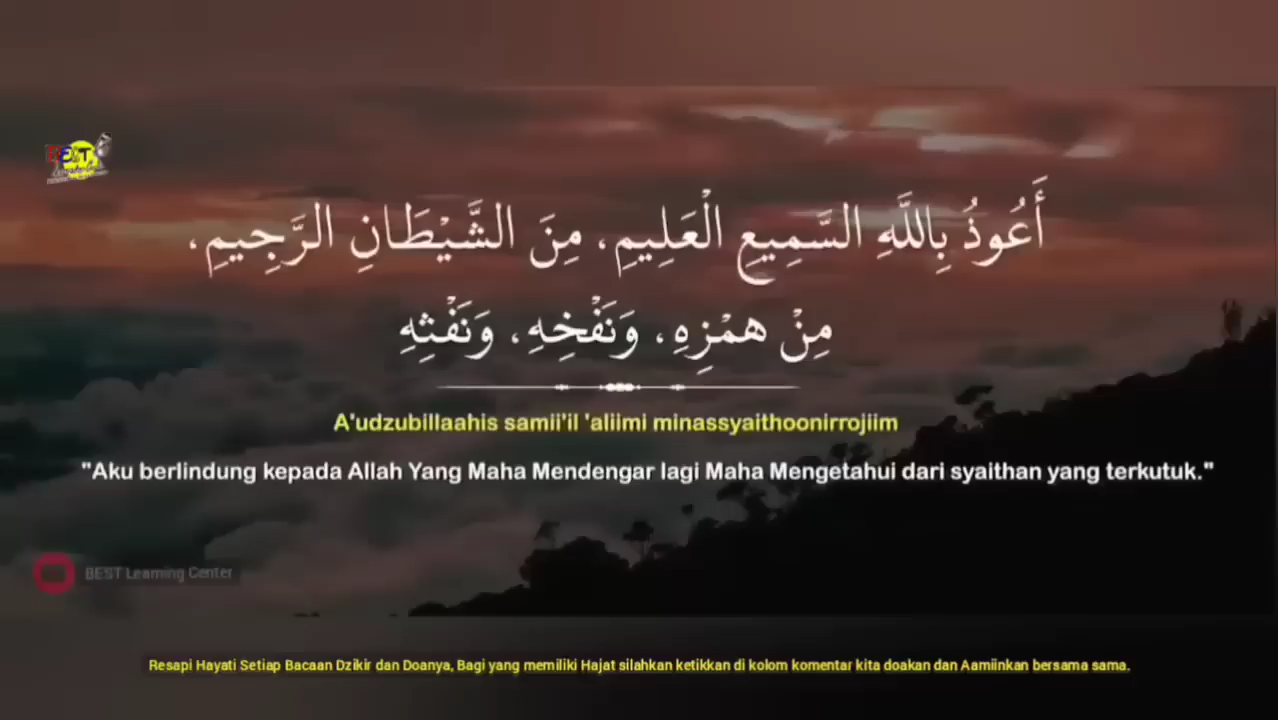 BEST
أَعُوذُ بِاللَّهِ السَّمِيعِ الْعَلِيمِ، مِنَ الشَّيْطَانِ الرَّجِيمِ،
مِنْ هَمْزِهِ، وَنَفْخِهِ، وَنَفْثِهِ
A'udzubillaahis samii'il 'aliimi minassyaithoonirrojiim
"Aku berlindung kepada Allah Yang Maha Mendengar lagi Maha Mengetahui dari syaithan yang terkutuk."
BEST Learning Center
Resapi Hayati Setiap Bacaan Dzikir dan Doanya, Bagi yang memiliki Hajat silahkan ketikkan di kolom komentar kita doakan dan Aamiinkan bersama sama.